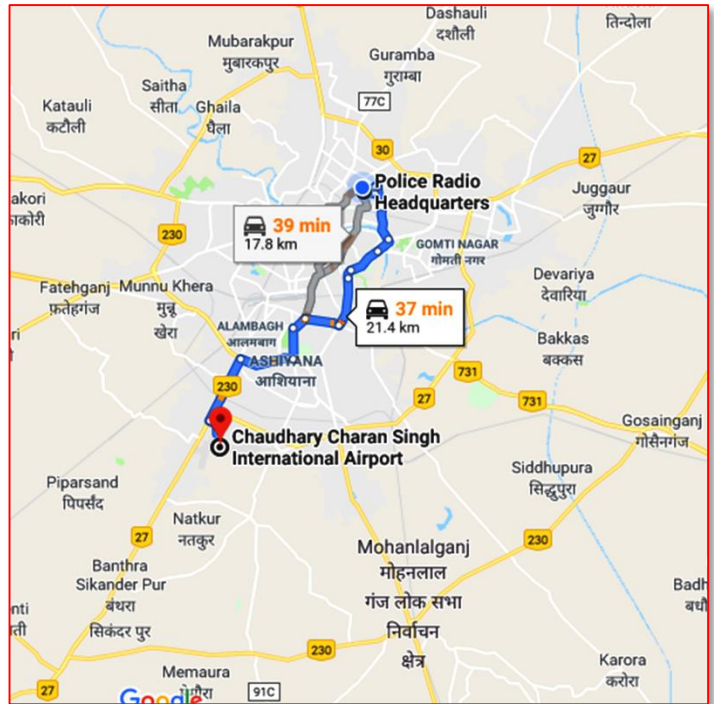 Dashauli
दशौली
तिन्दोला
Mubarakpur
मुबारकपुर
Guramba
गुराम्बा
Saitha
सीता
Ghaila
घैला
Katauli
कटौली
77C
30
27
Police Radio
Headquarters
Juggaur
जुग्गौर
akori
काकोरी
39 min
17.8 km
230
GOMTI NAGAR
गोमती नगर
Devariya
देवारिया
Fatehganj
फ़तेहगंज
Munnu Khera
मुन्नू
खेरा
37 min
21.4 km
ALAMBAGH
आलमबाग
Bakkas
बक्कस
ri
ASHIYANA
आशियाना
731
230
27
731
Gosainganj
गोसैनगंज
Chaudhary Charan Singh
International Airport
Siddhupura
सिद्धुपुरा
Piparsand
पिपर्संद
Natkur
नतकुर
27
230
Mohanlalganj
मोहनलाल
गंज लोक सभा
निर्वाचन
क्षेत्र
Banthra
Sikander Pur
बंथरा
सिकंदर पुर
Badh
बधौ
nti
ती
230
Karora
करोरा
Memaura
मेमौरा
27
91C
Google